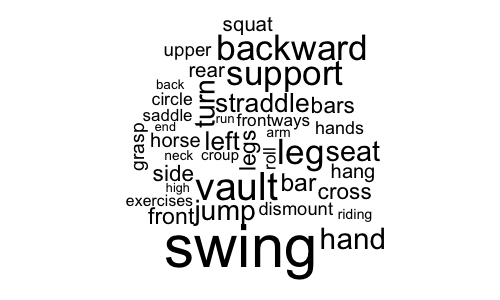 squat
upper
backward
rear
support
back
turn
circle
straddle
bars
saddle
run
frontways
end
arm
hands
grasp
horse
left
legs
roll
leg
seat
neck
croup
side
hang
high
vault
bar
cross
exercises
front
jump
dismount
riding
swing
hand